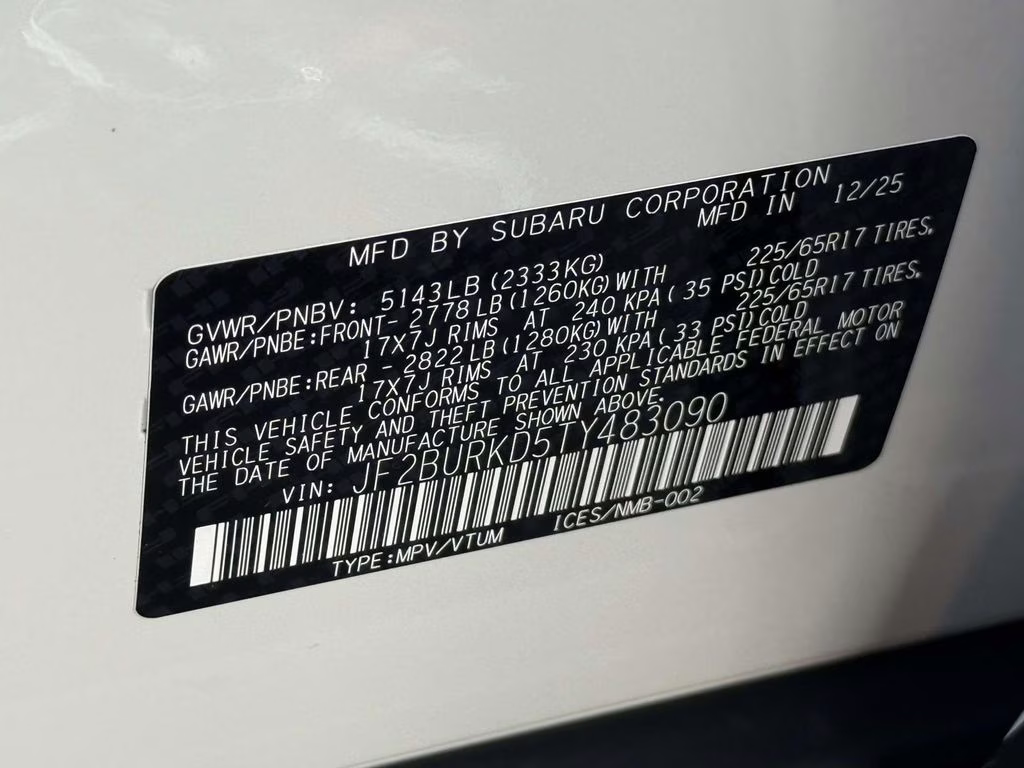 MFD BY SUBARU CORPORATION
MFD IN 12/25
GVWR/PNBV: 5143LB(2333KG)
GAWR/PNBE:FRONT- 2778LB(1260KG)WITH 225/65R17 TIRES,
17X7J RIMS AT 240 KPA(35 PSI)COLD
GAWR/PNBE:REAR - 2822LB(1280KG)WITH 225/65R17 TIRES,
17X7J RIMS AT 230 KPA(33 PSI)COLD
THIS VEHICLE CONFORMS TO ALL APPLICABLE FEDERAL MOTOR
VEHICLE SAFETY AND THEFT PREVENTION STANDARDS IN EFFECT ON
THE DATE OF MANUFACTURE SHOWN ABOVE.
VIN: JF2BURKD5TY483090
TYPE:MPV/VTUM ICES/NMB-002